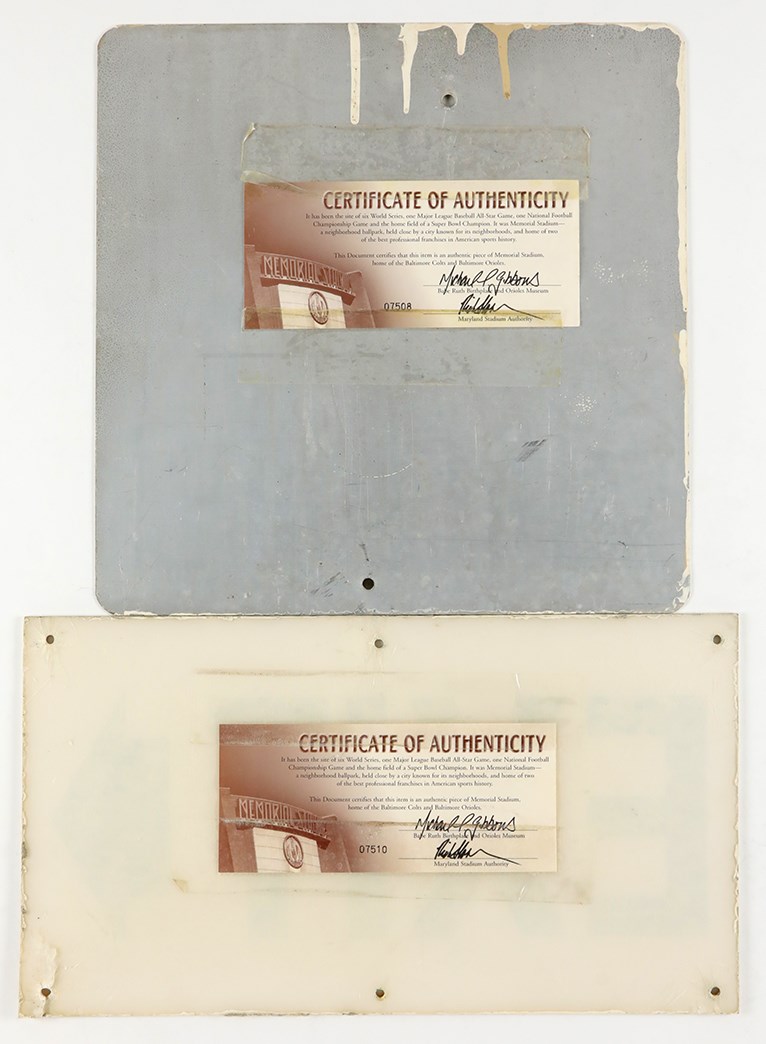 CERTIFICATE OF AUTHENTICITY
It has been the site of six World Series, one Major League Baseball All-Star Game, one National Football
Championship Game and the home field of a Super Bowl Champion. It was Memorial Stadium—
a neighborhood ballpark, held close by a city known for its neighborhoods, and home of two
of the best professional franchises in American sports history.
This Document certifies that this item is an authentic piece of Memorial Stadium,
home of the Baltimore Colts and Baltimore Orioles.
MEMORIAL STADIUM
Michael L. Gibbons
Babe Ruth Birthplace and Orioles Museum
07508
Maryland Stadium Authority
CERTIFICATE OF AUTHENTICITY
It has been the site of six World Series, one Major League Baseball All-Star Game, one National Football
Championship Game and the home field of a Super Bowl Champion. It was Memorial Stadium—
a neighborhood ballpark, held close by a city known for its neighborhoods, and home of two
of the best professional franchises in American sports history.
This Document certifies that this item is an authentic piece of Memorial Stadium,
home of the Baltimore Colts and Baltimore Orioles.
MEMORIAL STADIUM
Michael L. Gibbons
Babe Ruth Birthplace and Orioles Museum
07510
Maryland Stadium Authority